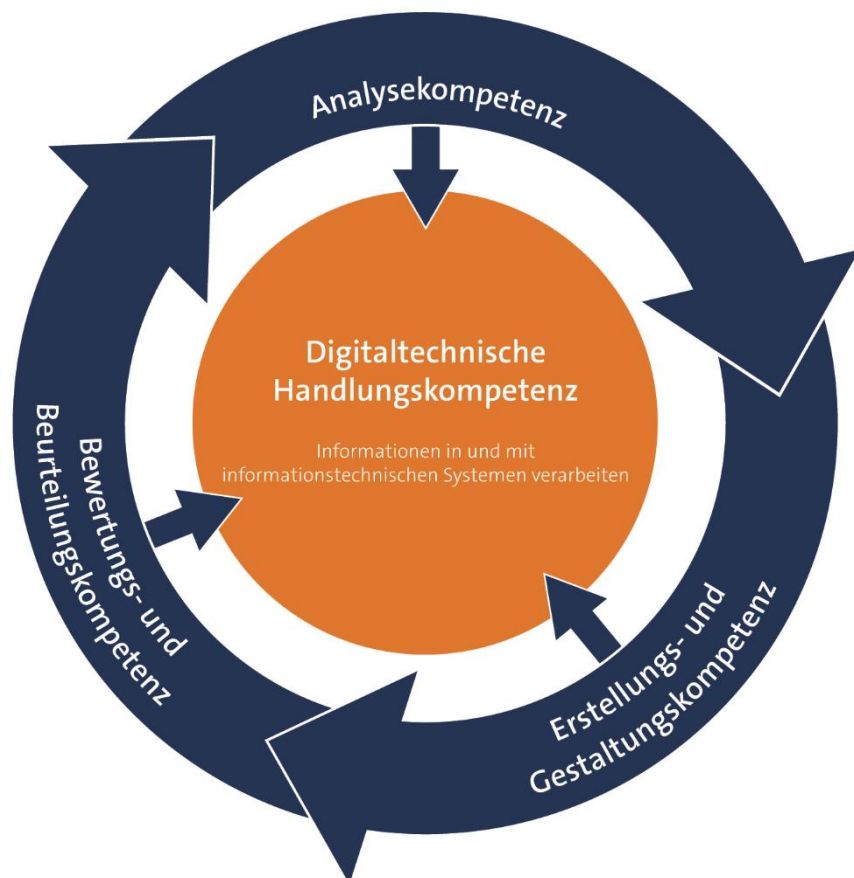 Analysekompetenz
Digitaltechnische
Handlungskompetenz
Informationen in und mit
informationstechnischen Systemen verarbeiten
Erstellungs- und
Gestaltungskompetenz
Bewertungs- und
Beurteilungskompetenz